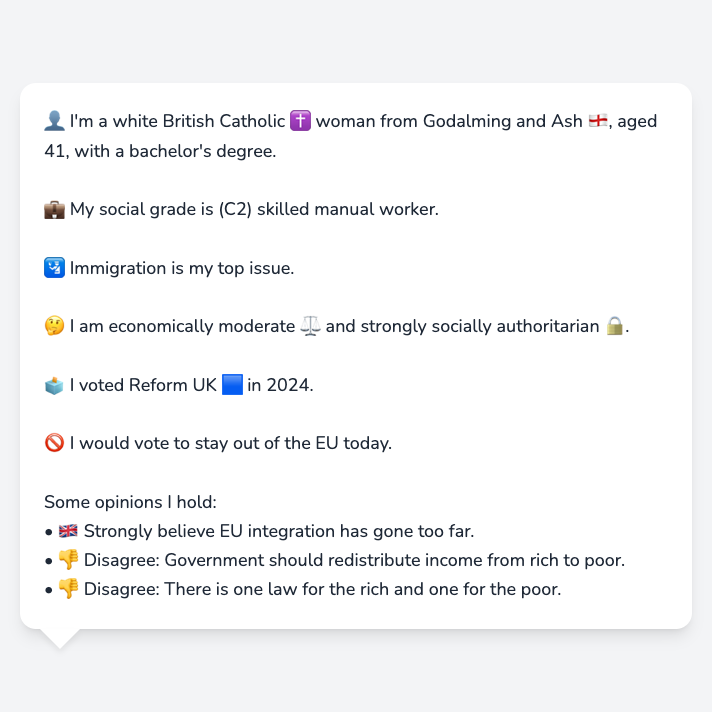 👤 I'm a white British Catholic ✝️ woman from Godalming and Ash 🏴󠁧󠁢󠁥󠁮󠁧󠁿, aged
41, with a bachelor's degree.
💼 My social grade is (C2) skilled manual worker.
🛂 Immigration is my top issue.
🤔 I am economically moderate ⚖️ and strongly socially authoritarian 🔒.
🗳️ I voted Reform UK 🟦 in 2024.
🚫 I would vote to stay out of the EU today.
Some opinions I hold:
• 🇬🇧 Strongly believe EU integration has gone too far.
• 👎 Disagree: Government should redistribute income from rich to poor.
• 👎 Disagree: There is one law for the rich and one for the poor.